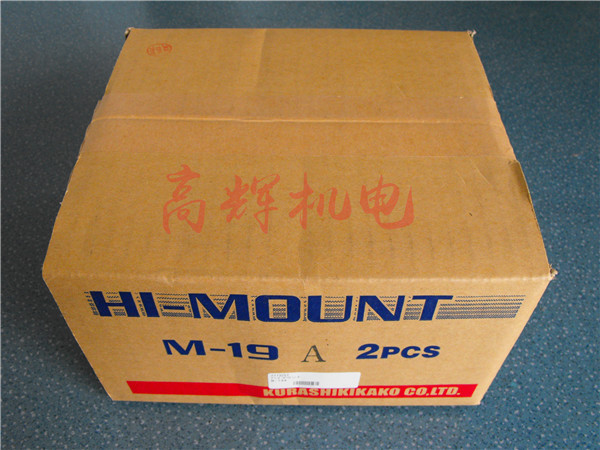 高辉机电
HI-MOUNT
M-19 A 2PCS
KURASHIKIKAKO CO.,LTD.